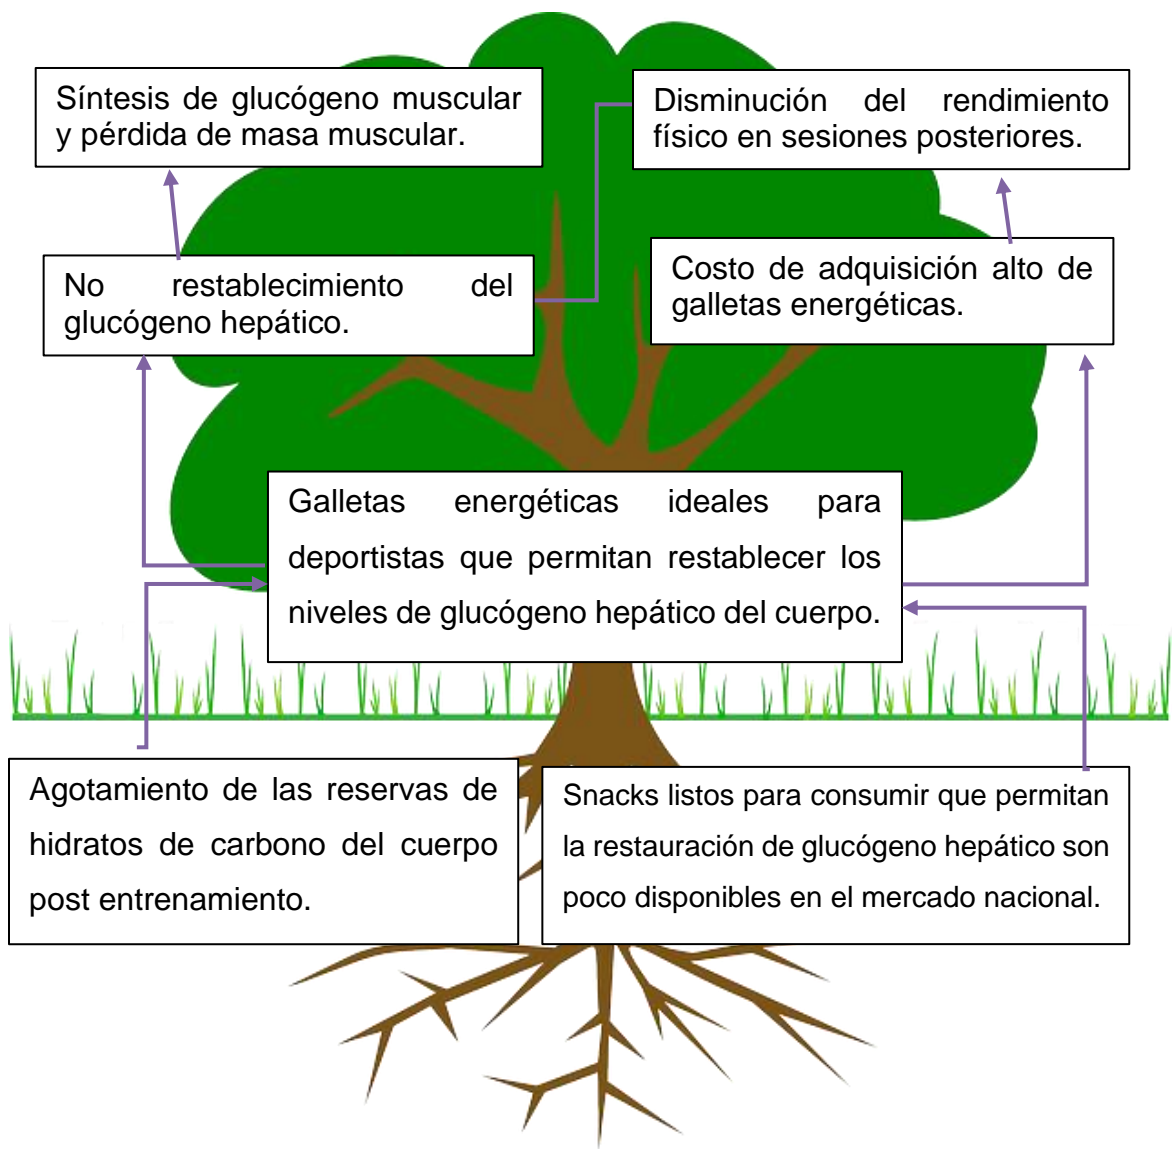 Síntesis de glucógeno muscular
y pérdida de masa muscular.
Disminución del rendimiento
físico en sesiones posteriores.
No restablecimiento del
glucógeno hepático.
Costo de adquisición alto de
galletas energéticas.
Galletas energéticas ideales para
deportistas que permitan restablecer los
niveles de glucógeno hepático del cuerpo.
Agotamiento de las reservas de
hidratos de carbono del cuerpo
post entrenamiento.
Snacks listos para consumir que permitan
la restauración de glucógeno hepático son
poco disponibles en el mercado nacional.